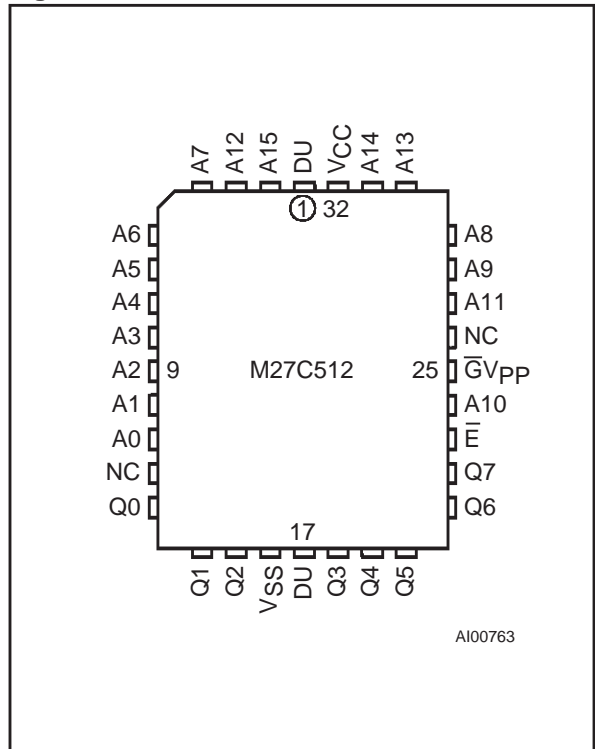 A7 A12 A15 DU VCC A14 A13
1 32
A6 A8
A5 A9
A4 A11
A3 NC
A2 9 M27C512 25 G̅VPP
A1 A10
A0 E̅
NC Q7
Q0 Q6
17
Q1 Q2 VSS DU Q3 Q4 Q5
AI00763